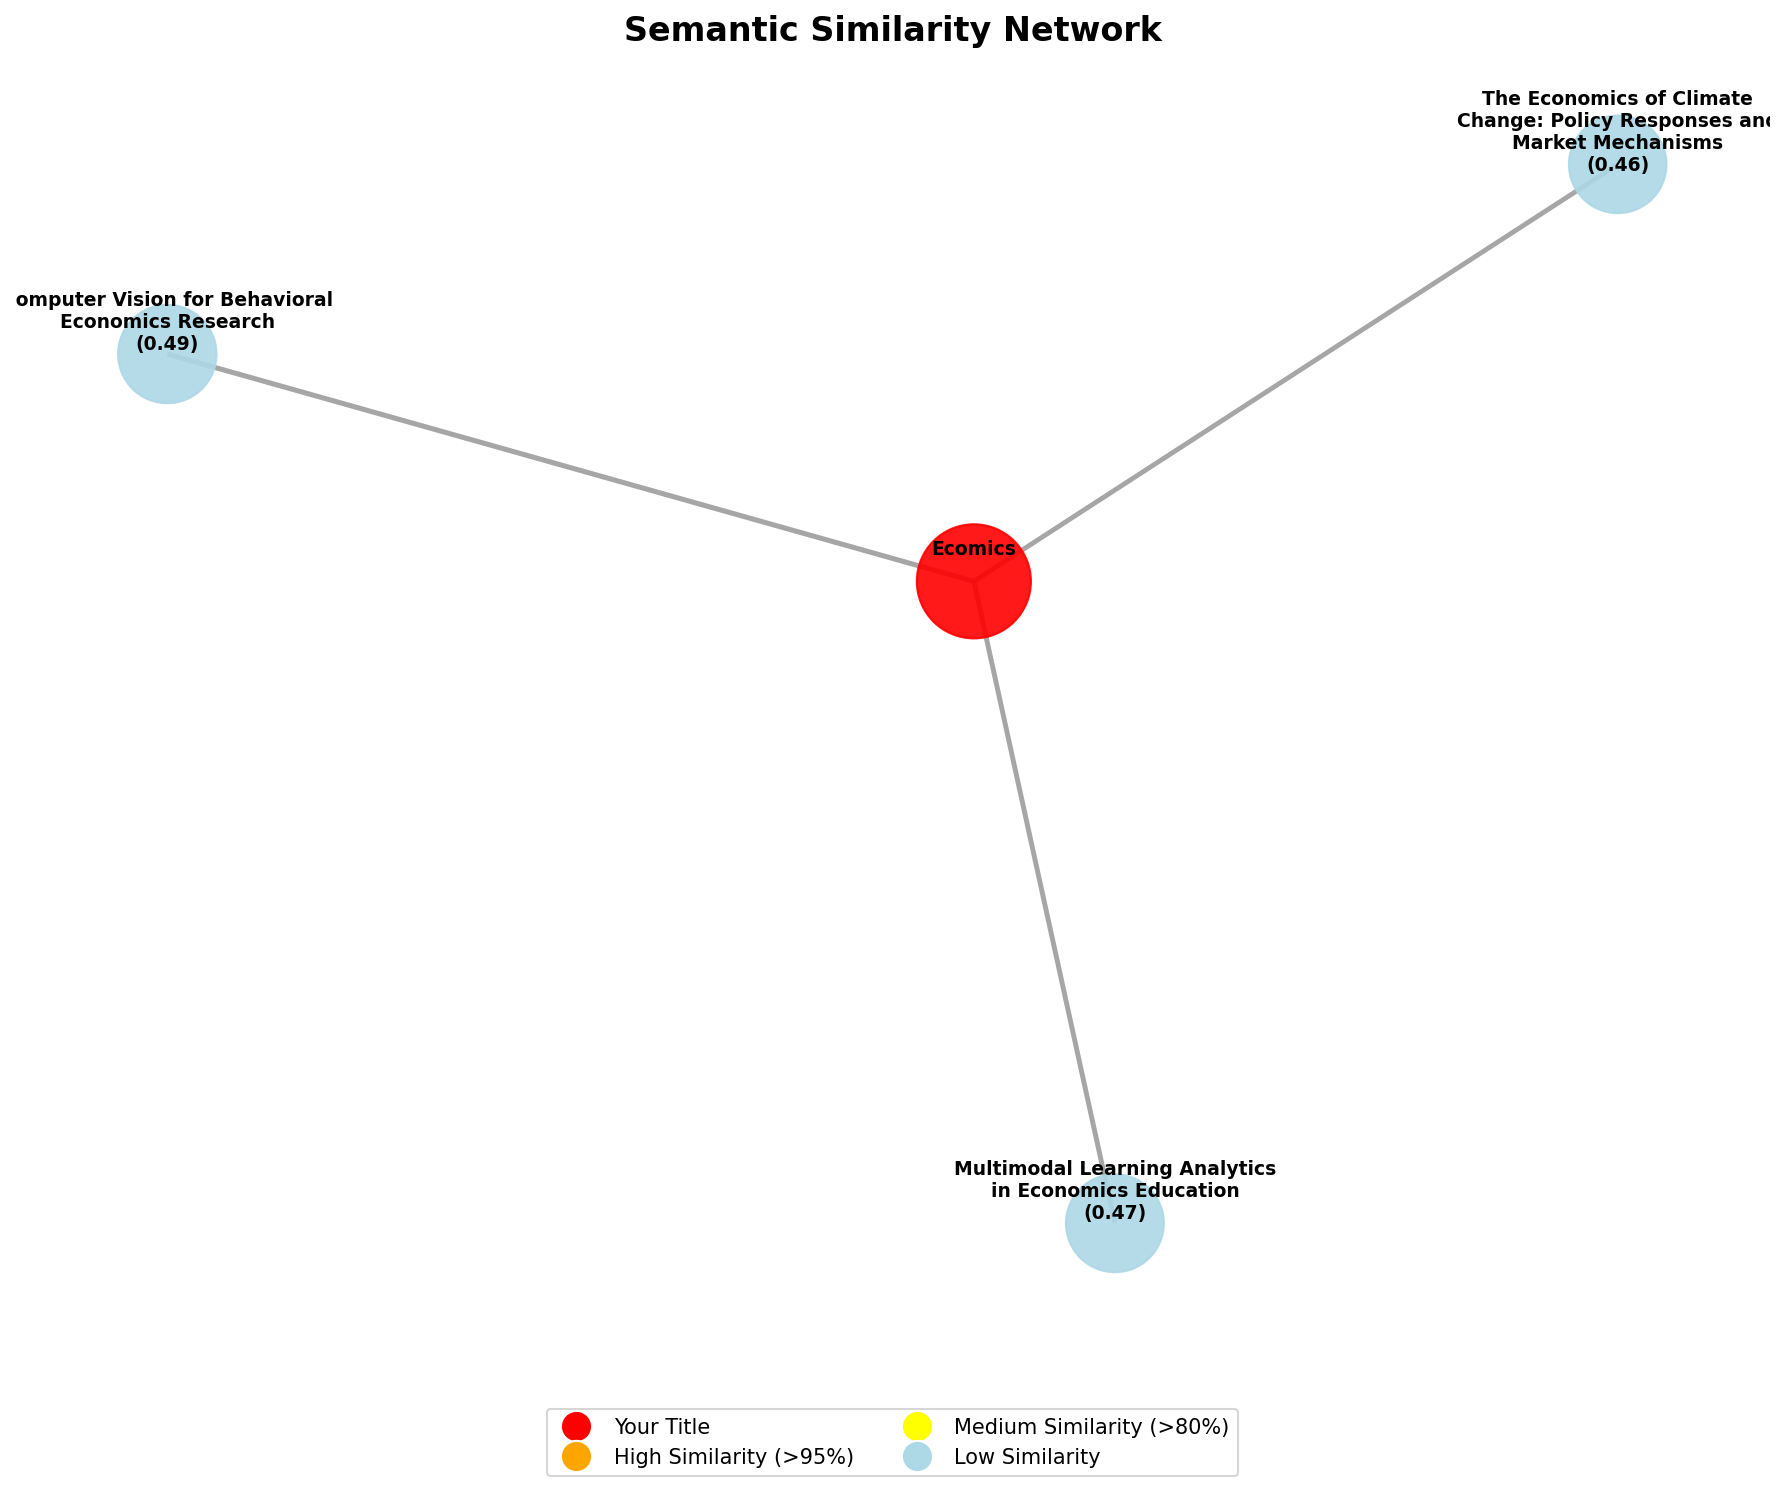 Semantic Similarity Network
The Economics of Climate
Change: Policy Responses and
Market Mechanisms
(0.46)
omputer Vision for Behavioral
Economics Research
(0.49)
Ecomics
Multimodal Learning Analytics
in Economics Education
(0.47)
Your Title
High Similarity (>95%)
Medium Similarity (>80%)
Low Similarity